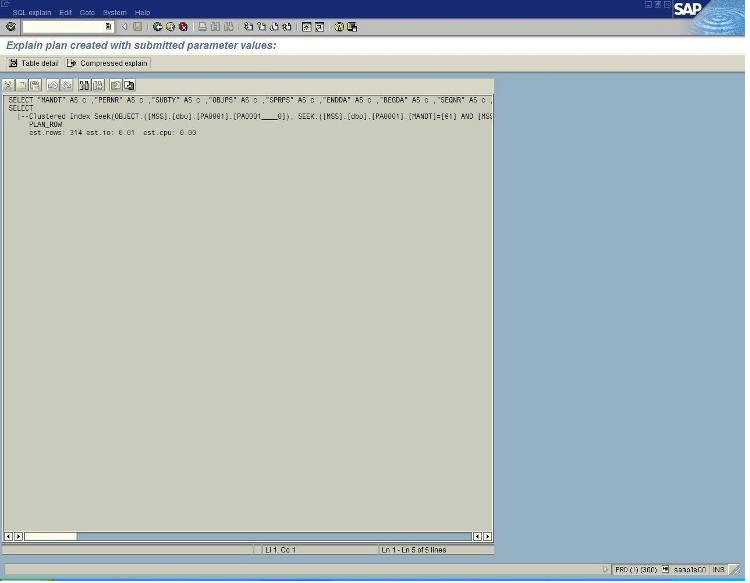 SQL explain Edit Goto System Help
SAP
Explain plan created with submitted parameter values:
Table detail Compressed explain
SELECT "MANDT" AS c ,"PERNR" AS c ,"SUBTY" AS c ,"OBJPS" AS c ,"SPRPS" AS c ,"ENDDA" AS c ,"BEGDA" AS c ,"SEQNR" AS c ,
SELECT
|--Clustered Index Seek(OBJECT:([MSS].[dbo].[PA0001].[PA0001____0]), SEEK:([MSS].[dbo].[PA0001].[MANDT]=[@1] AND [MSS
PLAN_ROW
est.rows: 314 est.io: 0.01 est.cpu: 0.00
Li 1, Co 1 Ln 1 - Ln 5 of 5 lines
PRD (1) (300) INS